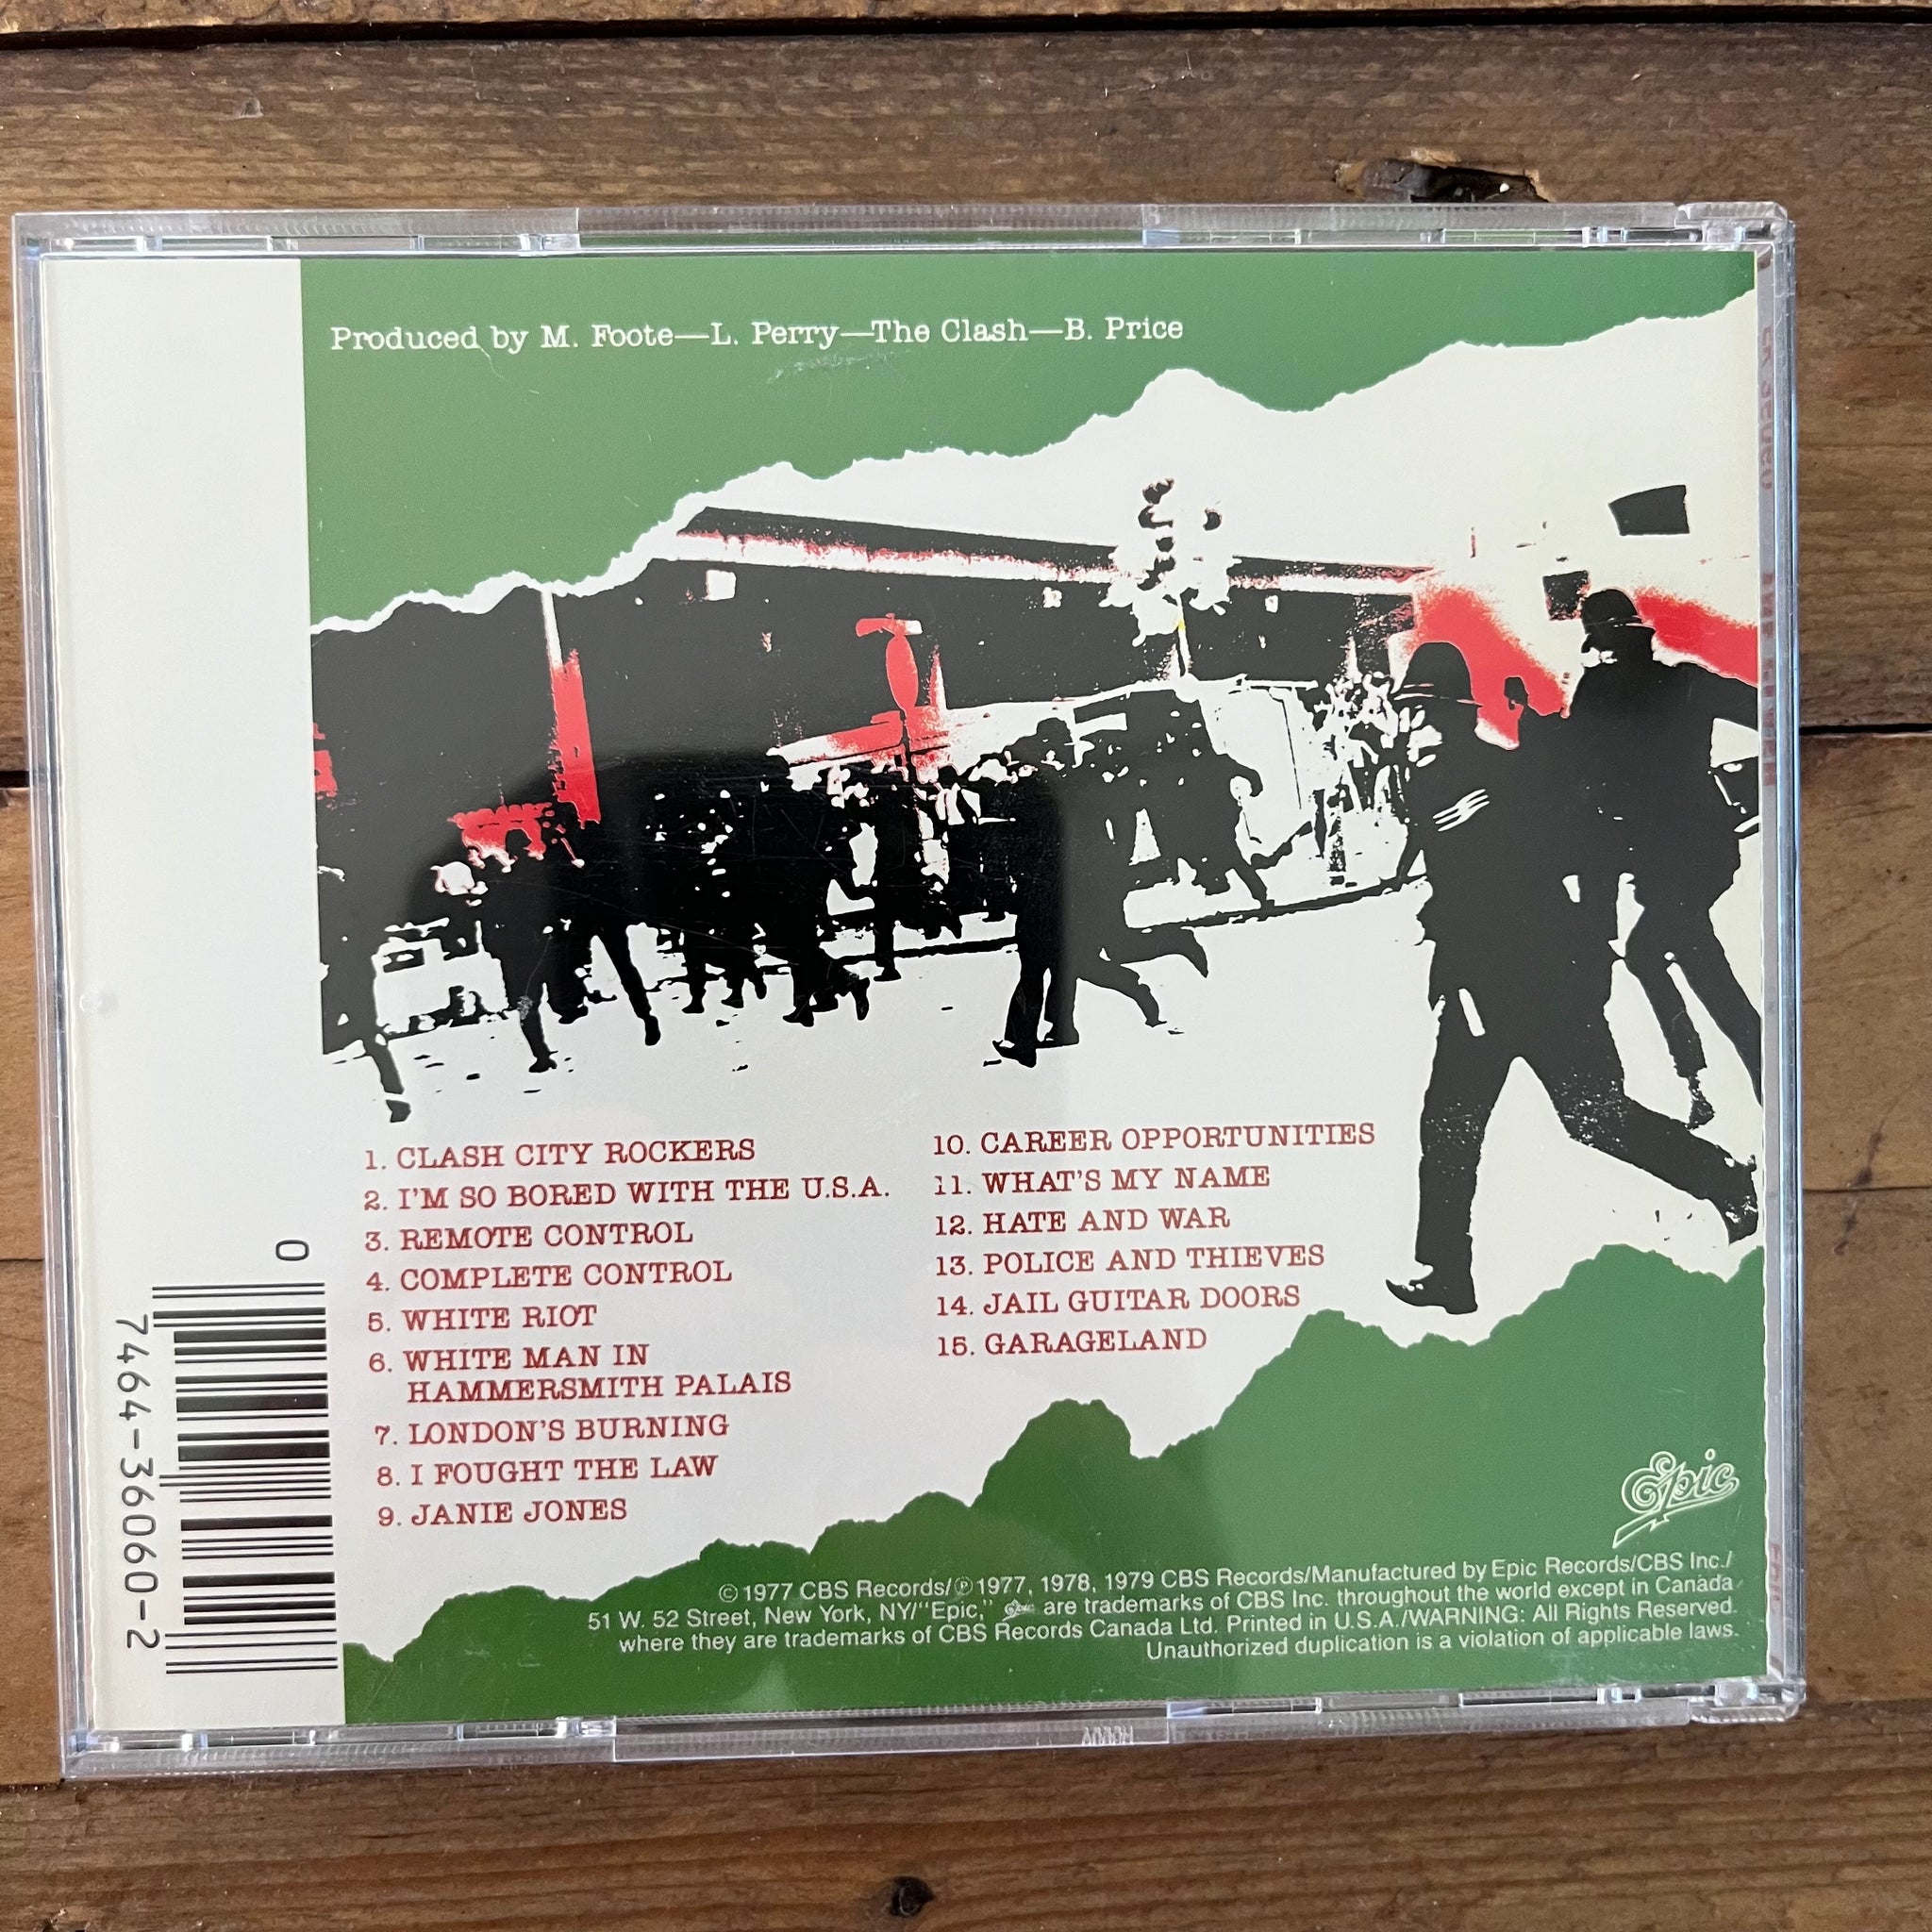 Produced by M. Foote—L. Perry—The Clash—B. Price
1. CLASH CITY ROCKERS
2. I'M SO BORED WITH THE U.S.A.
3. REMOTE CONTROL
4. COMPLETE CONTROL
5. WHITE RIOT
6. WHITE MAN IN
HAMMERSMITH PALAIS
7. LONDON'S BURNING
8. I FOUGHT THE LAW
9. JANIE JONES
10. CAREER OPPORTUNITIES
11. WHAT'S MY NAME
12. HATE AND WAR
13. POLICE AND THIEVES
14. JAIL GUITAR DOORS
15. GARAGELAND
0
7464-36060-2
Epic
© 1977 CBS Records/℗ 1977, 1978, 1979 CBS Records/Manufactured by Epic Records/CBS Inc./
51 W. 52 Street, New York, NY/"Epic," Epic are trademarks of CBS Inc. throughout the world except in Canada
where they are trademarks of CBS Records Canada Ltd. Printed in U.S.A./WARNING: All Rights Reserved.
Unauthorized duplication is a violation of applicable laws.